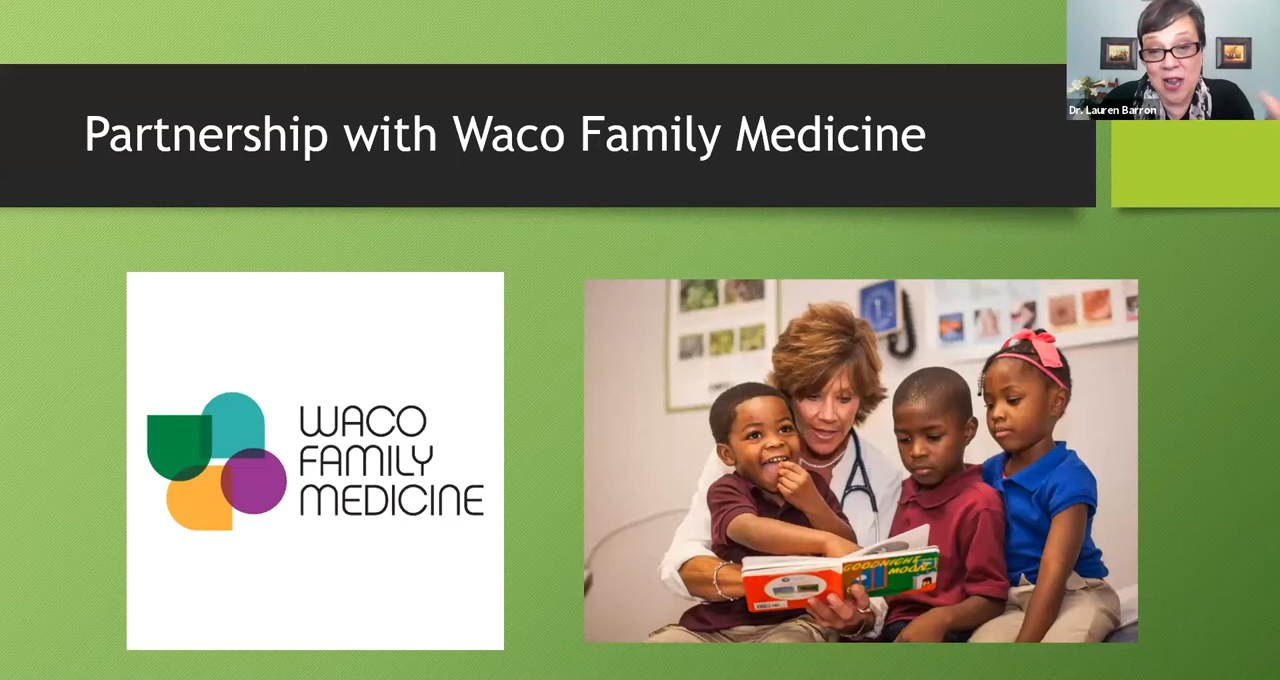 Partnership with Waco Family Medicine
Dr. Lauren Barron
WACO
FAMILY
MEDICINE
GOODNIGHT
MOON